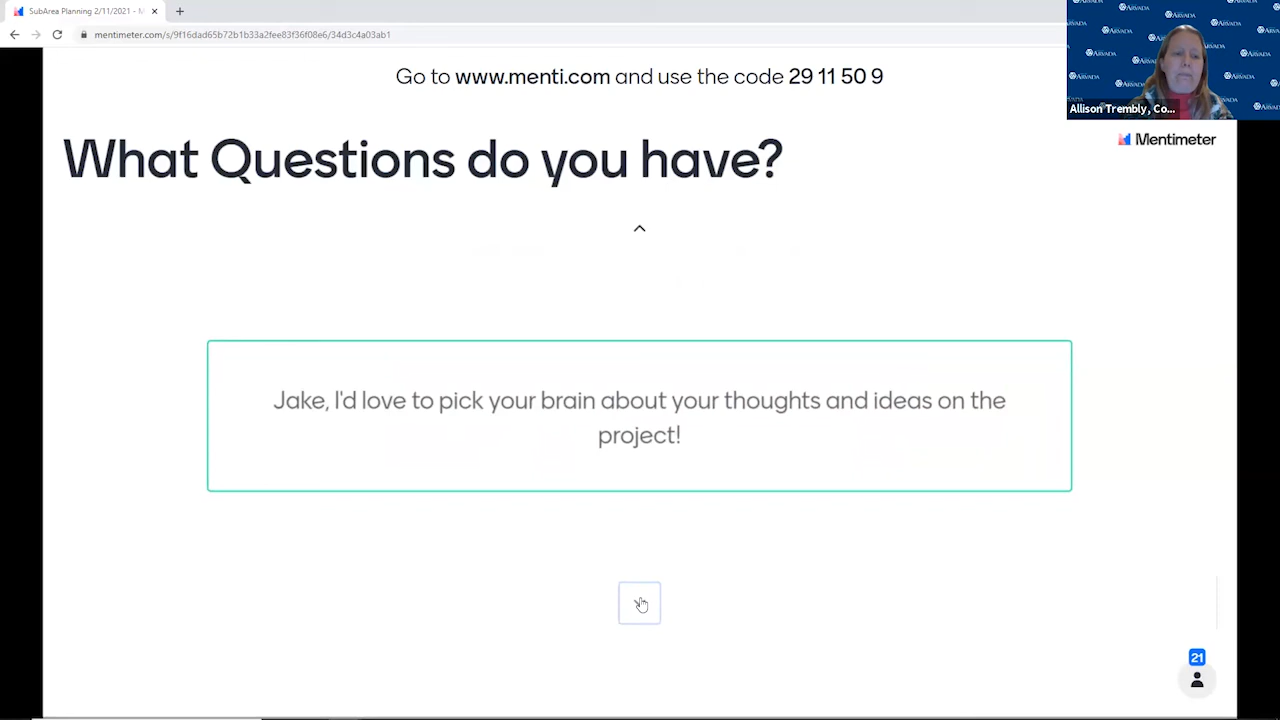 SubArea Planning 2/11/2021 - M
mentimeter.com/s/9f16dad65b72b1b33a2fee83f36f08e6/34d3c4a03ab1
Go to www.menti.com and use the code 29 11 50 9
ARVADA
Allison Trembly, Co...
Mentimeter
What Questions do you have?
Jake, I'd love to pick your brain about your thoughts and ideas on the
project!
21